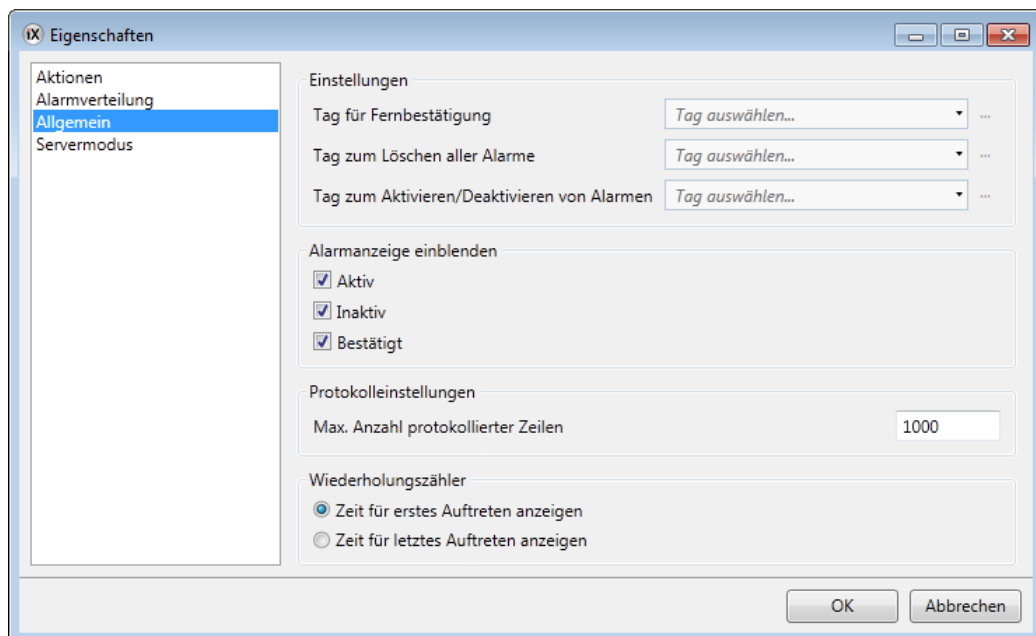 iX Eigenschaften
Aktionen
Alarmverteilung
Allgemein
Servermodus
Einstellungen
Tag für Fernbestätigung Tag auswählen... ...
Tag zum Löschen aller Alarme Tag auswählen... ...
Tag zum Aktivieren/Deaktivieren von Alarmen Tag auswählen... ...
Alarmanzeige einblenden
Aktiv
Inaktiv
Bestätigt
Protokolleinstellungen
Max. Anzahl protokollierter Zeilen 1000
Wiederholungszähler
Zeit für erstes Auftreten anzeigen
Zeit für letztes Auftreten anzeigen
OK Abbrechen